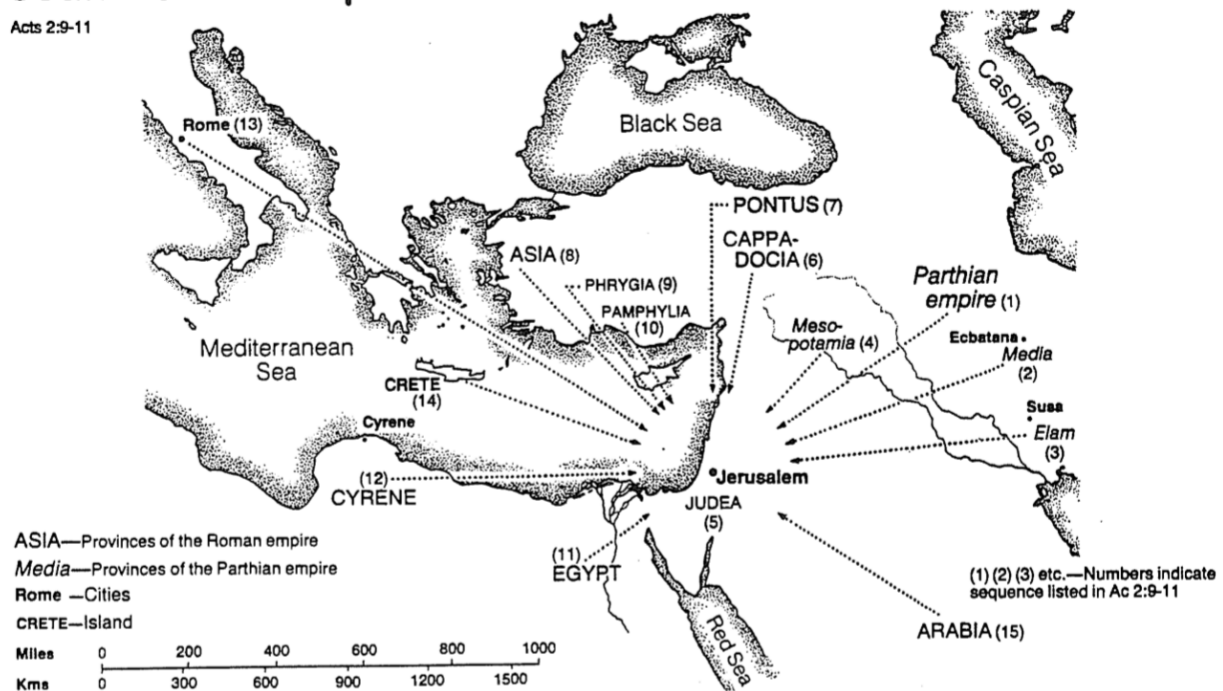 Acts 2:9-11
Rome (13)
Black Sea
Caspian Sea
PONTUS (7)
CAPPA-
DOCIA (6)
ASIA (8)
PHRYGIA (9)
PAMPHYLIA
(10)
Parthian
empire (1)
Meso-
potamia (4)
Ecbatana
Media
(2)
Mediterranean
Sea
CRETE
(14)
Susa
Elam
(3)
Cyrene
(12)
CYRENE
Jerusalem
JUDEA
(5)
(11)
EGYPT
ARABIA (15)
Red Sea
ASIA—Provinces of the Roman empire
Media—Provinces of the Parthian empire
Rome —Cities
CRETE—Island
(1) (2) (3) etc.—Numbers indicate
sequence listed in Ac 2:9-11
Miles 0 200 400 600 800 1000
Kms 0 300 600 900 1200 1500